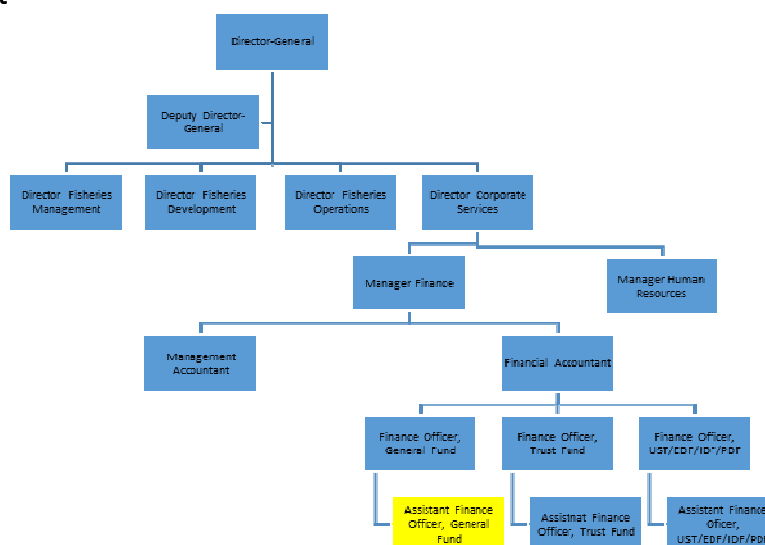 Director-General
Deputy Director-
General
Director Fisheries
Management
Director Fisheries
Development
Director Fisheries
Operations
Director Corporate
Services
Manager Finance
Manager Human
Resources
Management
Accountant
Financial Accountant
Finance Officer,
General Fund
Finance Officer,
Trust Fund
Finance Officer,
UST/EDF/IDF/PDF
Assistant Finance
Officer, General
Fund
Assisinat Finance
Officer, Trust Fund
Assistant Finance
Oficer,
UST/EDF/IDF/PDF